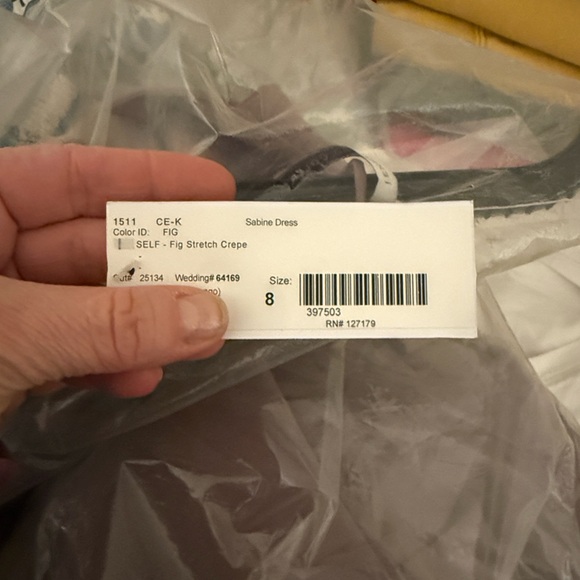 1511 CE-K Sabine Dress
Color ID: FIG
SELF - Fig Stretch Crepe
25134 Wedding# 64169
Size: 8
397503
RN# 127179